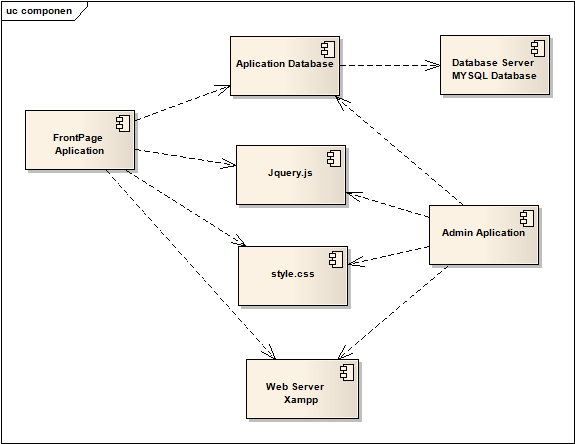 uc componen
Aplication Database
Database Server
MYSQL Database
FrontPage
Aplication
Jquery.js
Admin Aplication
style.css
Web Server
Xampp